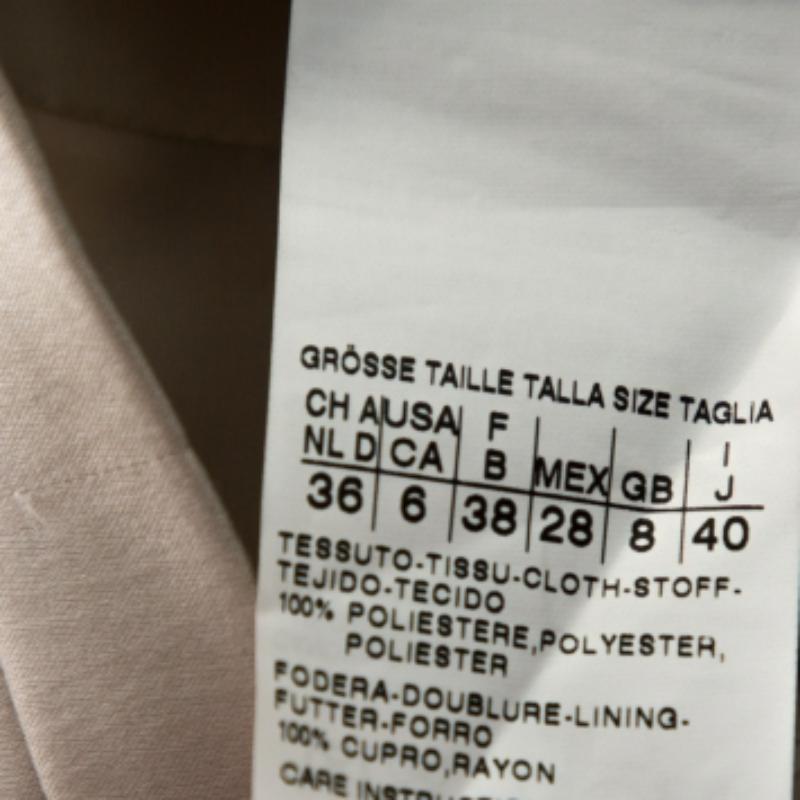 GRÖSSE TAILLE TALLA SIZE TAGLIA
CH A USA F I
NL D CA B MEX GB J
36 6 38 28 8 40
TESSUTO-TISSU-CLOTH-STOFF-
TEJIDO-TECIDO
100% POLIESTERE,POLYESTER,
POLIESTER
FODERA-DOUBLURE-LINING-
FUTTER-FORRO
100% CUPRO,RAYON
CARE